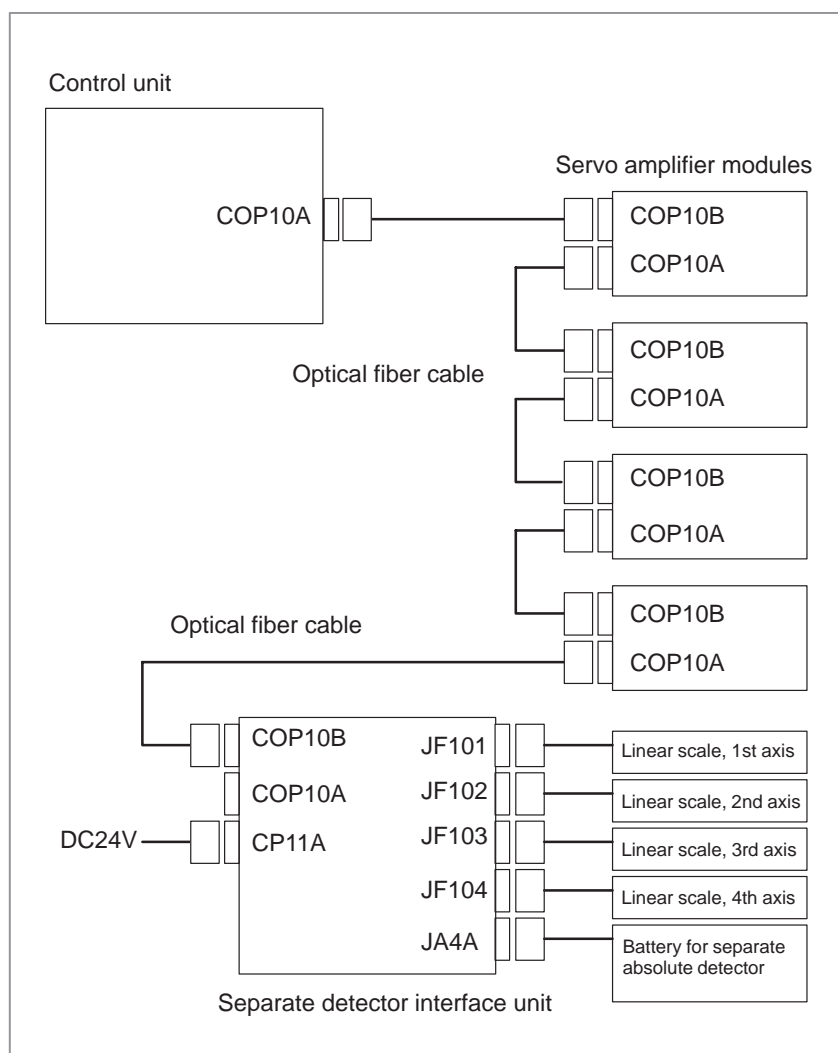 Control unit
COP10A
Servo amplifier modules
COP10B
COP10A
COP10B
COP10A
Optical fiber cable
COP10B
COP10A
COP10B
COP10A
Optical fiber cable
COP10B
COP10A
DC24V
CP11A
JF101
JF102
JF103
JF104
JA4A
Linear scale, 1st axis
Linear scale, 2nd axis
Linear scale, 3rd axis
Linear scale, 4th axis
Battery for separate
absolute detector
Separate detector interface unit